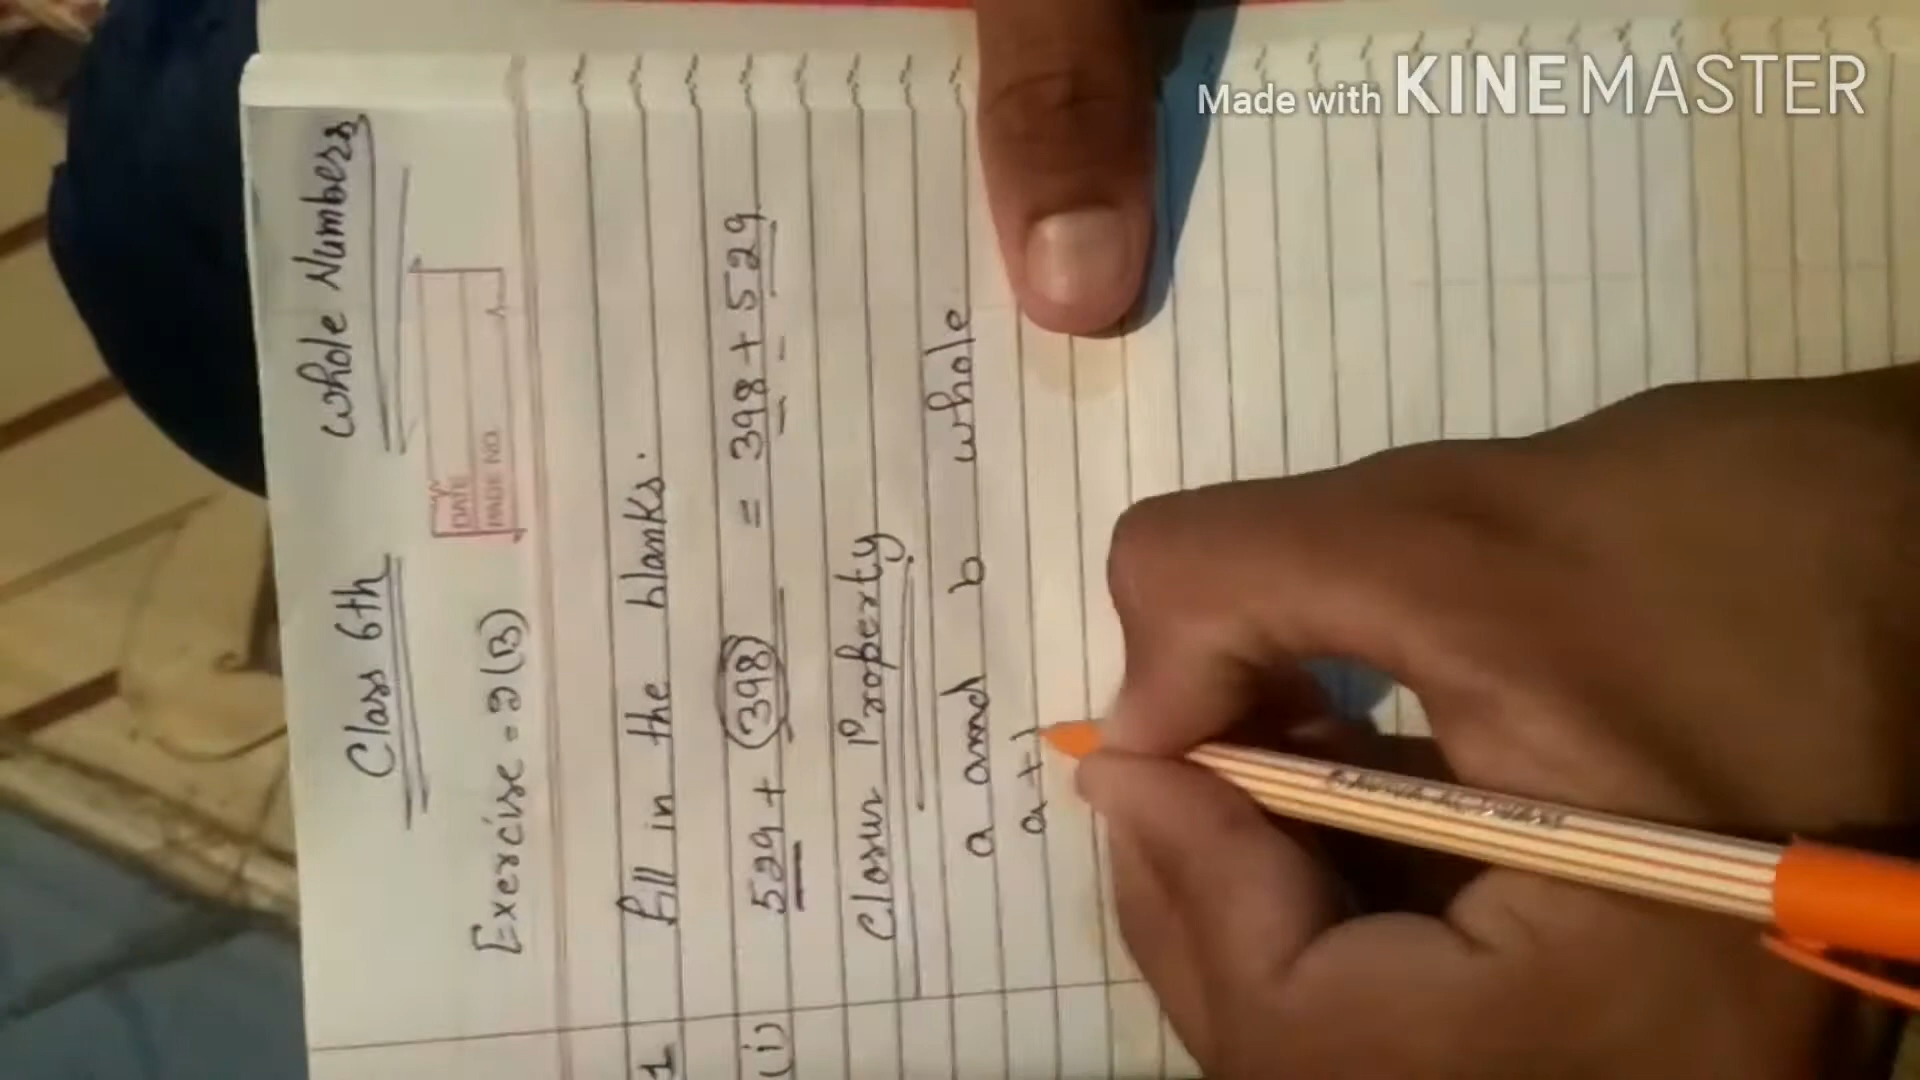 Made with KINEMASTER
Class 6th Whole Numbers
DATE
PAGE NO.
Exercise - 2(B)
1 fill in the blanks.
(i) 529 + 398 = 398 + 529
Closur Property
a and b whole
a +